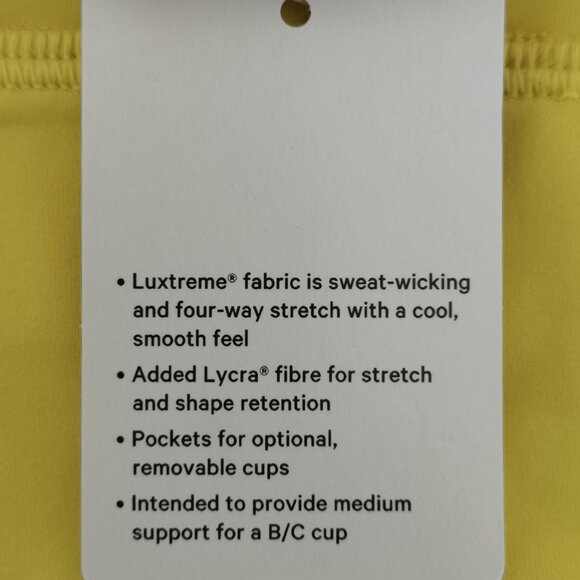 • Luxtreme® fabric is sweat-wicking
and four-way stretch with a cool,
smooth feel
• Added Lycra® fibre for stretch
and shape retention
• Pockets for optional,
removable cups
• Intended to provide medium
support for a B/C cup